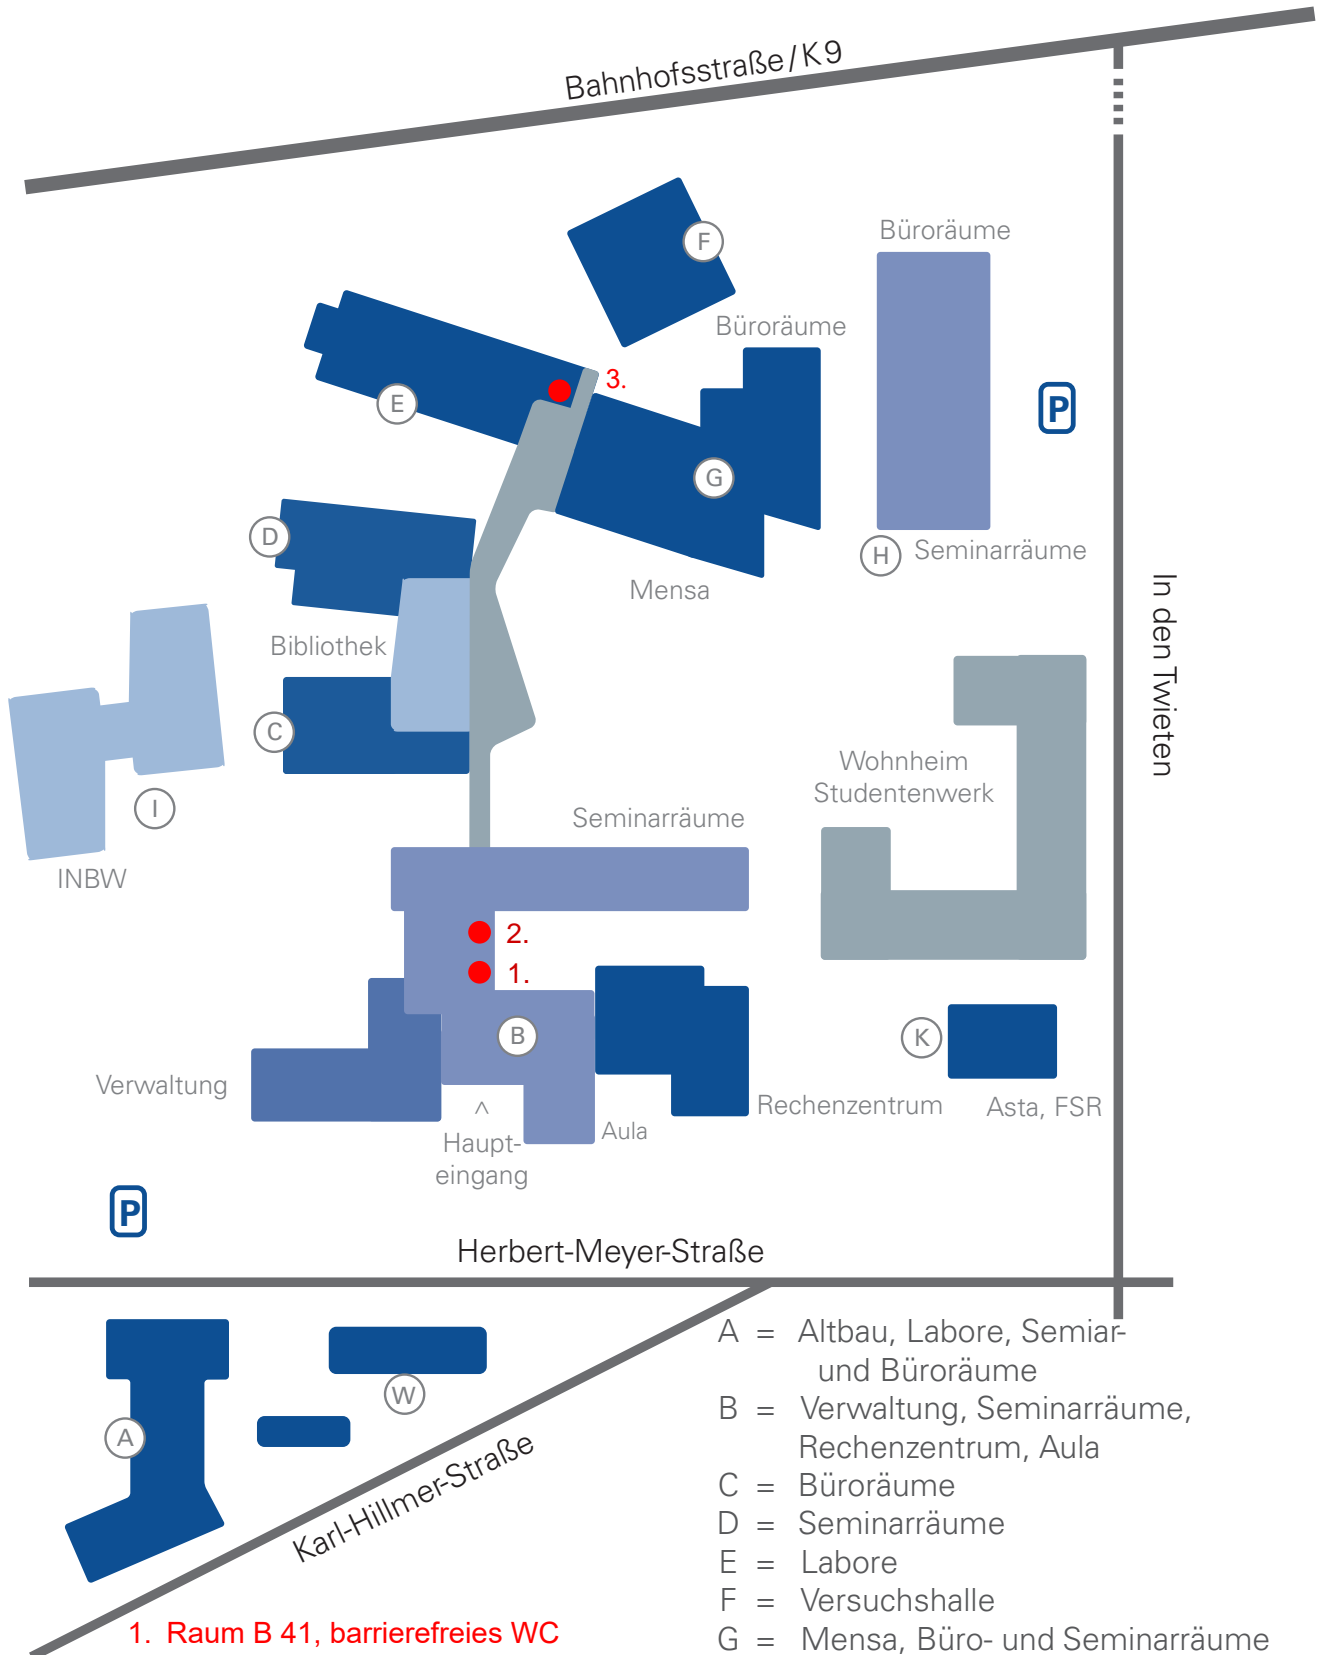 Bahnhofsstraße/K9
F
Büroräume
Büroräume
3.
E
P
G
D
H
Seminarräume
Mensa
In den Twieten
Bibliothek
C
Wohnheim
Studentenwerk
I
Seminarräume
INBW
2.
1.
B
K
Verwaltung
Rechenzentrum
Asta, FSR
^
Aula
Haupt-
eingang
P
Herbert-Meyer-Straße
W
A
Karl-Hillmer-Straße
A = Altbau, Labore, Semiar-
und Büroräume
B = Verwaltung, Seminarräume,
Rechenzentrum, Aula
C = Büroräume
D = Seminarräume
E = Labore
F = Versuchshalle
G = Mensa, Büro- und Seminarräume
1. Raum B 41, barrierefreies WC